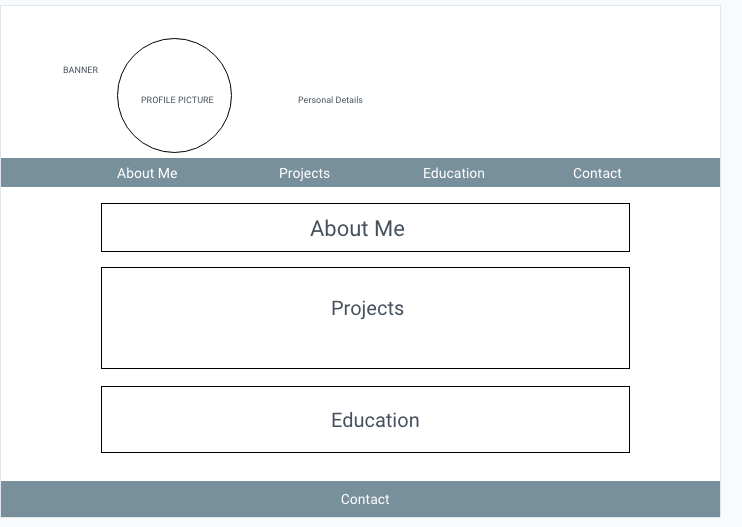 BANNER
PROFILE PICTURE
Personal Details
About Me
Projects
Education
Contact
About Me
Projects
Education
Contact